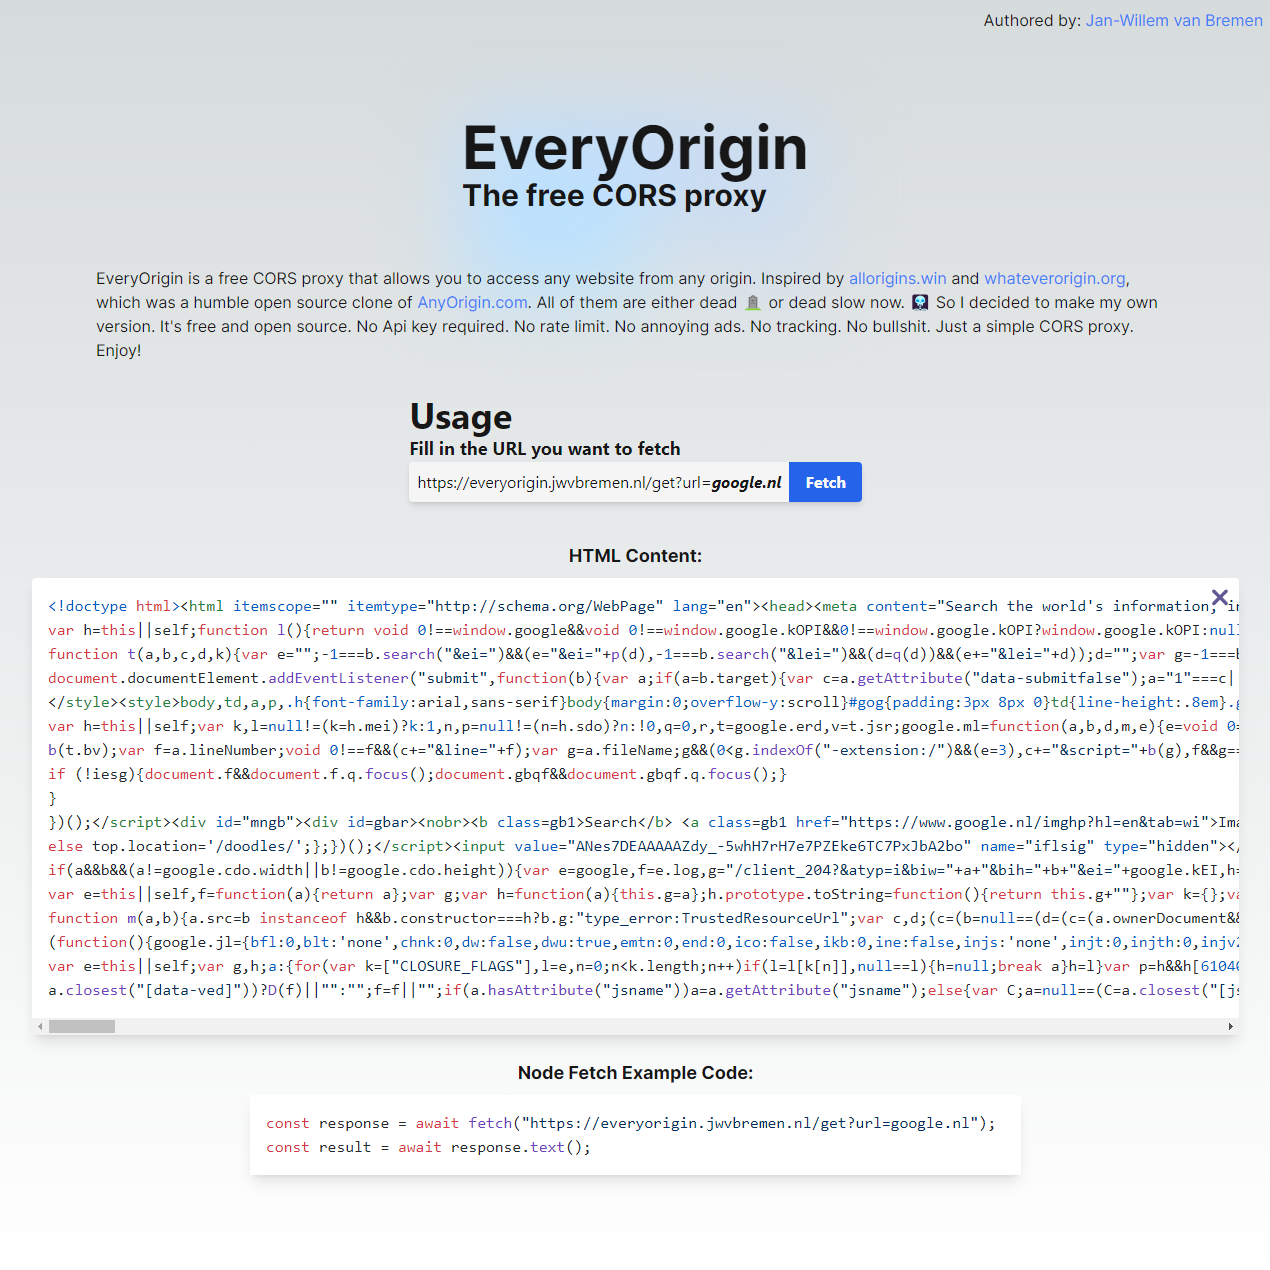 Authored by: Jan-Willem van Bremen
EveryOrigin
The free CORS proxy
EveryOrigin is a free CORS proxy that allows you to access any website from any origin. Inspired by allorigins.win and whateverorigin.org,
which was a humble open source clone of AnyOrigin.com. All of them are either dead 🪦 or dead slow now. So I decided to make my own
version. It's free and open source. No Api key required. No rate limit. No annoying ads. No tracking. No bullshit. Just a simple CORS proxy.
Enjoy!
Usage
Fill in the URL you want to fetch
https://everyorigin.jwvbremen.nl/get?url=google.nl Fetch
HTML Content:
<!doctype html><html itemscope="" itemtype="http://schema.org/WebPage" lang="en"><head><meta content="Search the world's information, in
var h=this||self;function l(){return void 0!==window.google&&void 0!==window.google.kOPI&&0!==window.google.kOPI?window.google.kOPI:null
function t(a,b,c,d,k){var e="";-1===b.search("&ei=")&&(e="&ei="+p(d),-1===b.search("&lei=")&&(d=q(d))&&(e+="&lei="+d));d="";var g=-1===b
document.documentElement.addEventListener("submit",function(b){var a;if(a=b.target){var c=a.getAttribute("data-submitfalse");a="1"===c|
</style><style>body,td,a,p,.h{font-family:arial,sans-serif}body{margin:0;overflow-y:scroll}#gog{padding:3px 8px 0}td{line-height:.8em}.g
var h=this||self;var k,l=null!=(k=h.mei)?k:1,n,p=null!=(n=h.sdo)?n:!0,q=0,r,t=google.erd,v=t.jsr;google.ml=function(a,b,d,m,e){e=void 0=
b(t.bv);var f=a.lineNumber;void 0!==f&&(c+="&line="+f);var g=a.fileName;g&&(0<g.indexOf("-extension:/")&&(e=3),c+="&script="+b(g),f&&g==
if (!iesg){document.f&&document.f.q.focus();document.gbqf&&document.gbqf.q.focus();}
}
})();</script><div id="mngb"><div id=gbar><nobr><b class=gb1>Search</b> <a class=gb1 href="https://www.google.nl/imghp?hl=en&tab=wi">Ima
else top.location='/doodles/';};})();</script><input value="ANes7DEAAAAAZdy_-5whH7rH7e7PZEke6TC7PxJbA2bo" name="iflsig" type="hidden"></
if(a&&b&&(a!=google.cdo.width||b!=google.cdo.height)){var e=google,f=e.log,g="/client_204?&atyp=i&biw="+a+"&bih="+b+"&ei="+google.kEI,h=
var e=this||self,f=function(a){return a};var g;var h=function(a){this.g=a};h.prototype.toString=function(){return this.g+""};var k={};va
function m(a,b){a.src=b instanceof h&&b.constructor===h?b.g:"type_error:TrustedResourceUrl";var c,d;(c=(b=null==(d=(c=(a.ownerDocument&&
(function(){google.jl={bfl:0,blt:'none',chnk:0,dw:false,dwu:true,emtn:0,end:0,ico:false,ikb:0,ine:false,injs:'none',injt:0,injth:0,injv2
var e=this||self;var g,h;a:{for(var k=["CLOSURE_FLAGS"],l=e,n=0;n<k.length;n++)if(l=l[k[n]],null==l){h=null;break a}h=l}var p=h&&h[61040
a.closest("[data-ved]"))?D(f)||"":"";f=f||"";if(a.hasAttribute("jsname"))a=a.getAttribute("jsname");else{var C;a=null==(C=a.closest("[js
Node Fetch Example Code:
const response = await fetch("https://everyorigin.jwvbremen.nl/get?url=google.nl");
const result = await response.text();